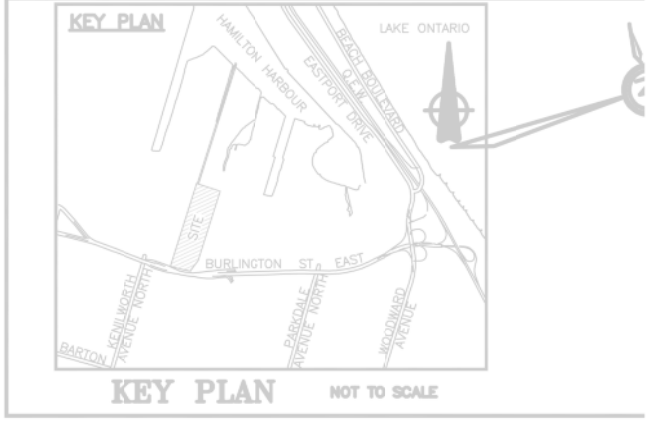 KEY PLAN
LAKE ONTARIO
HAMILTON HARBOUR
BEACH BOULEVARD
Q.E.W
EASTPORT DRIVE
SITE
BURLINGTON ST EAST
KENILWORTH
AVENUE NORTH
PARKDALE
AVENUE NORTH
WOODWARD
AVENUE
BARTON
KEY PLAN
NOT TO SCALE